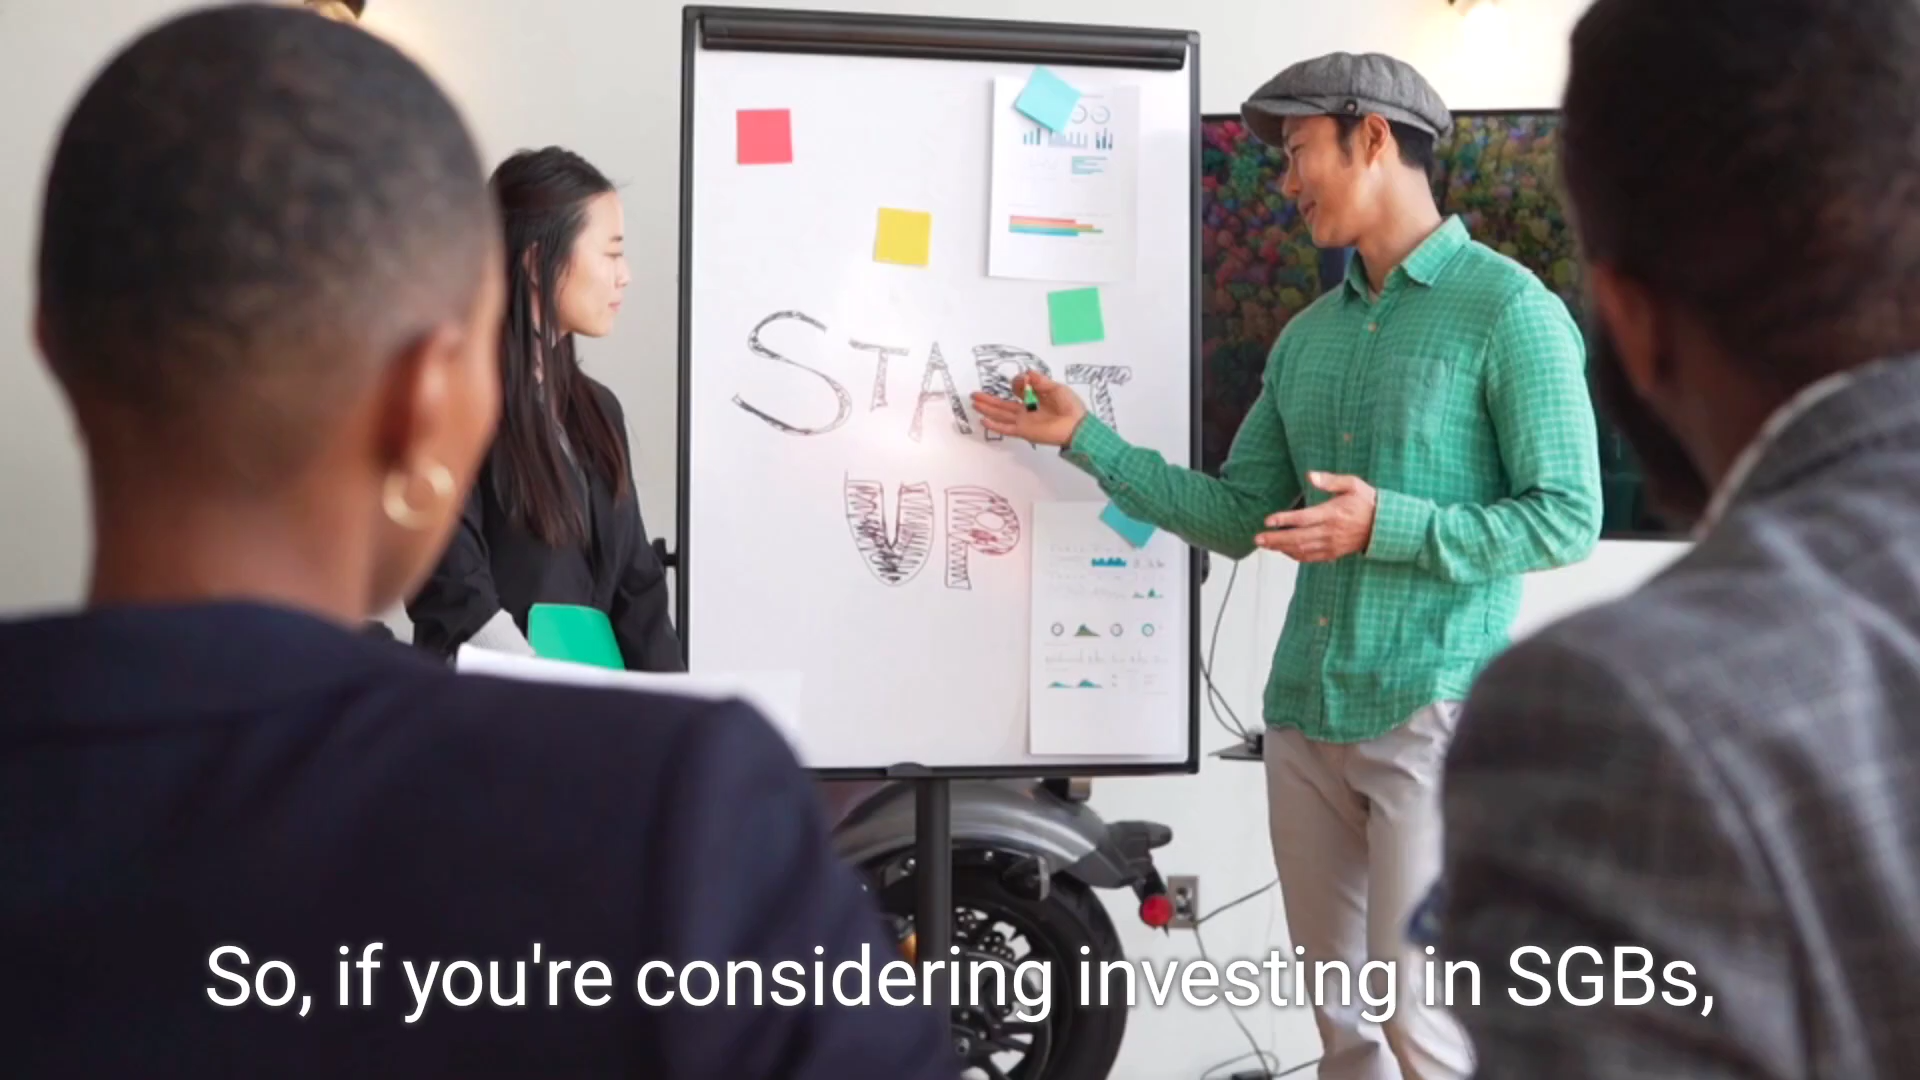 START
UP
So, if you're considering investing in SGBs,